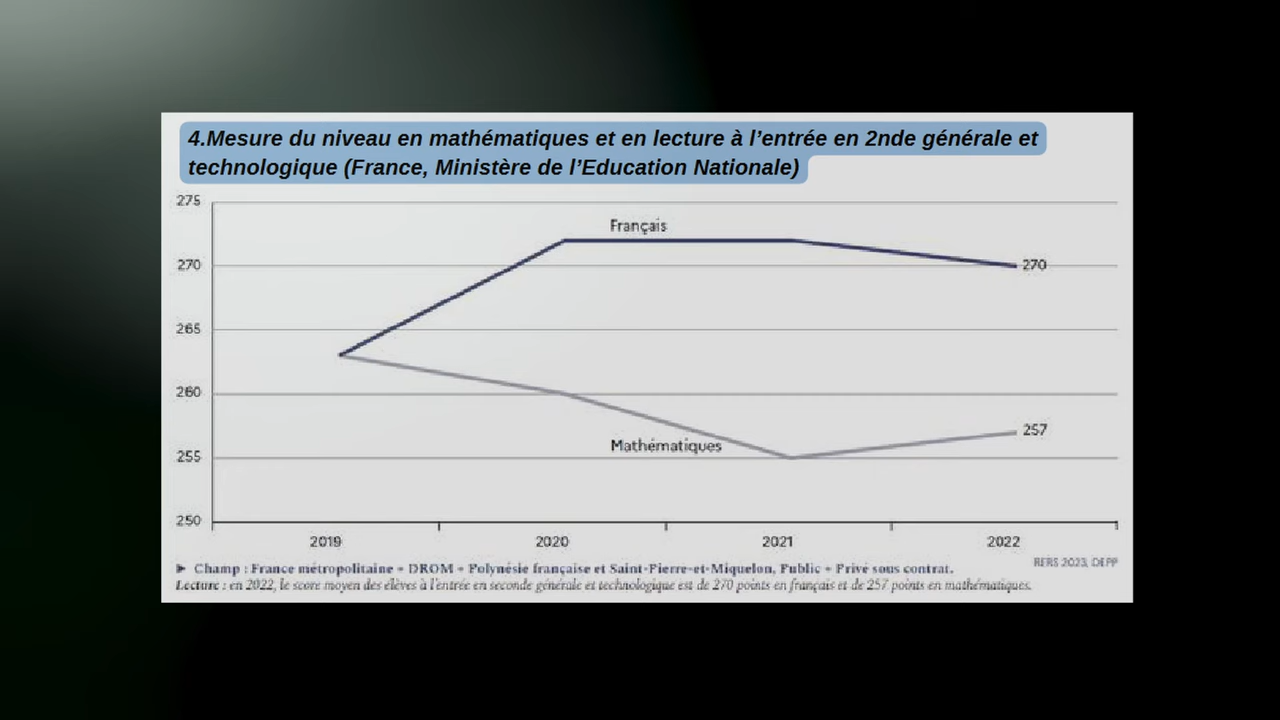 4.Mesure du niveau en mathématiques et en lecture à l'entrée en 2nde générale et
technologique (France, Ministère de l'Education Nationale)
275
Français
270
270
265
260
257
Mathématiques
255
250
2019 2020 2021 2022
RERS 2023, DEPP
► Champ : France métropolitaine + DROM + Polynésie française et Saint-Pierre-et-Miquelon, Public + Privé sous contrat.
Lecture : en 2022, le score moyen des élèves à l'entrée en seconde générale et technologique est de 270 points en français et de 257 points en mathématiques.